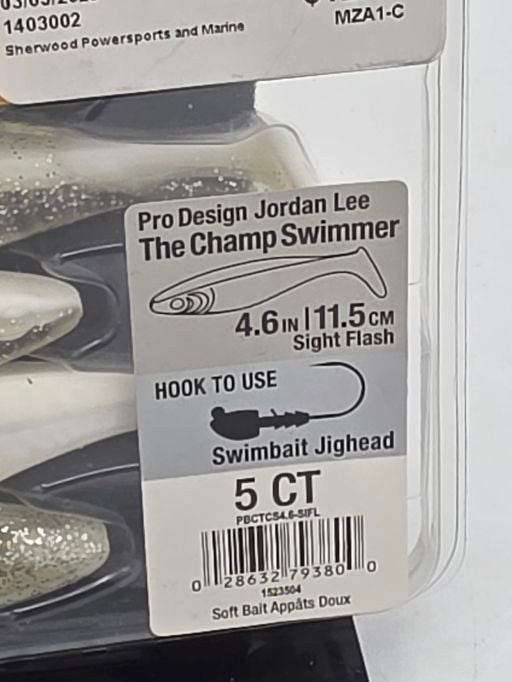 1403002
Sherwood Powersports and Marine
MZA1-C
Pro Design Jordan Lee
The Champ Swimmer
4.6IN | 11.5CM
Sight Flash
HOOK TO USE
Swimbait Jighead
5 CT
PBCTCS4.6-SIFL
0 28632 79380 0
1523504
Soft Bait Appâts Doux